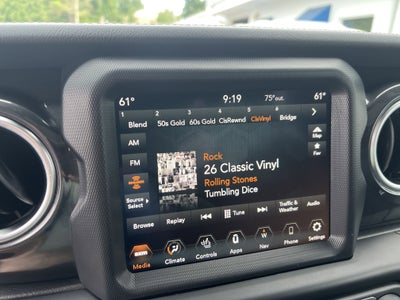 61° 9:19 75° out. 61°
1 2 3 4 5 6
Blend 50s Gold 60s Gold ClsRewnd ClsVinyl Bridge
AM
FM
Map
Fav
Rock
26 Classic Vinyl
Rolling Stones
Tumbling Dice
Source
Select
Browse Replay Tune Traffic
& Weather Audio
Media Climate Controls Apps Nav Phone Settings